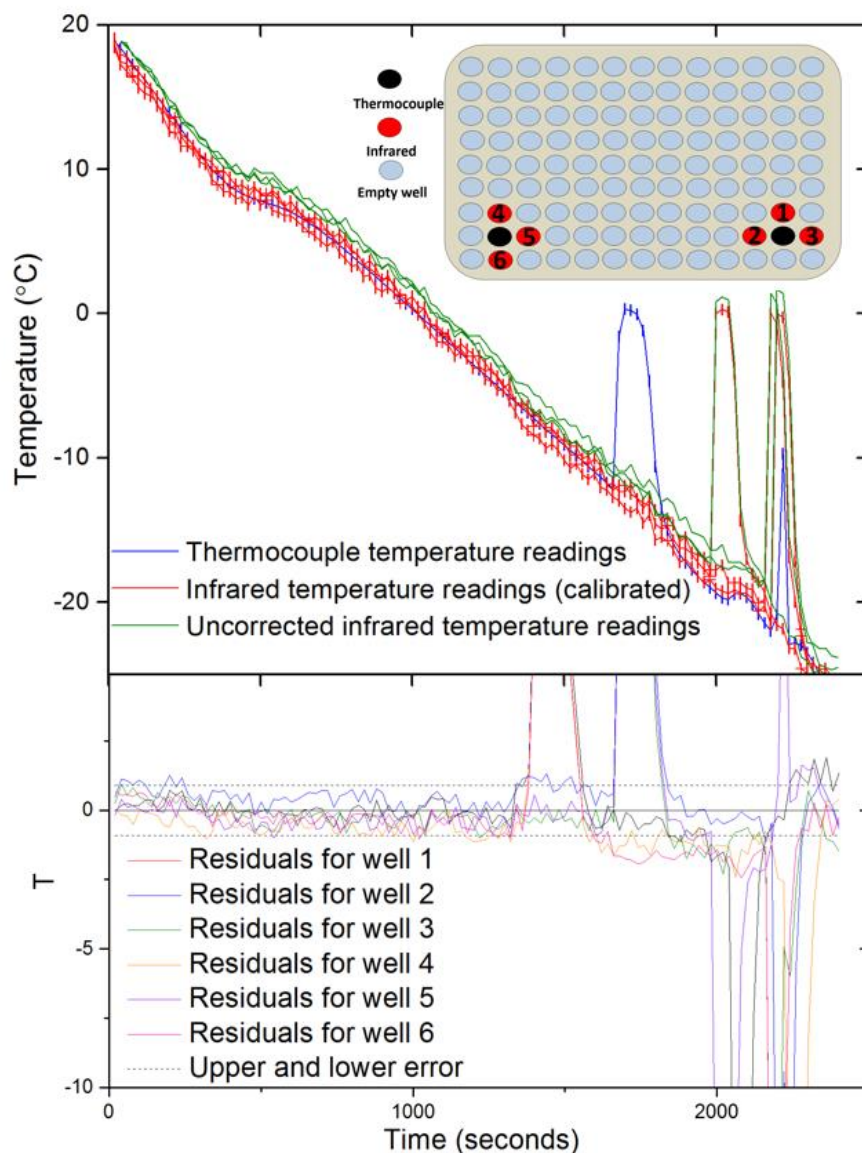 20
10
0
-10
-20
Temperature (°C)
Thermocouple
Infrared
Empty well
4
1
5
2
3
6
Thermocouple temperature readings
Infrared temperature readings (calibrated)
Uncorrected infrared temperature readings
0
-5
-10
T
Residuals for well 1
Residuals for well 2
Residuals for well 3
Residuals for well 4
Residuals for well 5
Residuals for well 6
Upper and lower error
0
1000
2000
Time (seconds)